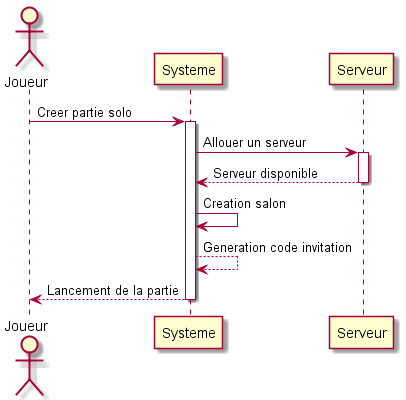 Joueur
Systeme
Serveur
Creer partie solo
Allouer un serveur
Serveur disponible
Creation salon
Generation code invitation
Lancement de la partie
Joueur
Systeme
Serveur